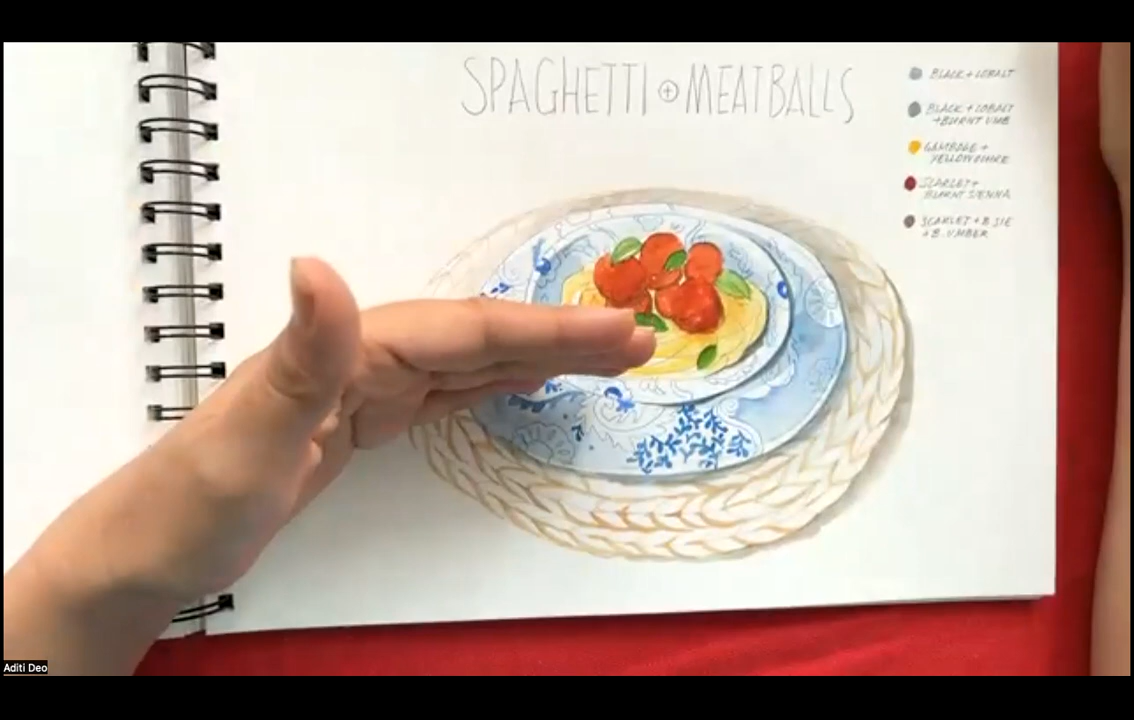 SPAGHETTI + MEATBALLS
BLACK + COBALT
BLACK + COBALT
+ BURNT UMB
GAMBOGE +
YELLOW OCHRE
SCARLET +
BURNT SIENNA
SCARLET + B.SIE
+ B. UMBER
Aditi Deo